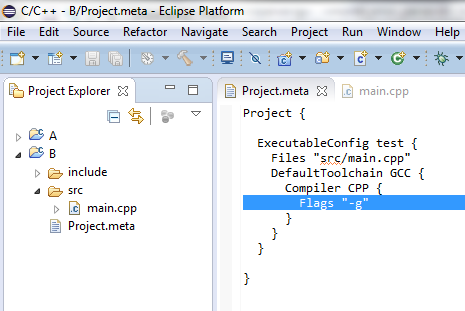 C/C++ - B/Project.meta - Eclipse Platform
File Edit Source Refactor Navigate Search Project Run Window
Project Explorer
Project.meta
main.cpp
A
B
include
src
main.cpp
Project.meta
Project {
ExecutableConfig test {
Files "src/main.cpp"
DefaultToolchain GCC {
Compiler CPP {
Flags "-g"
}
}
}
}